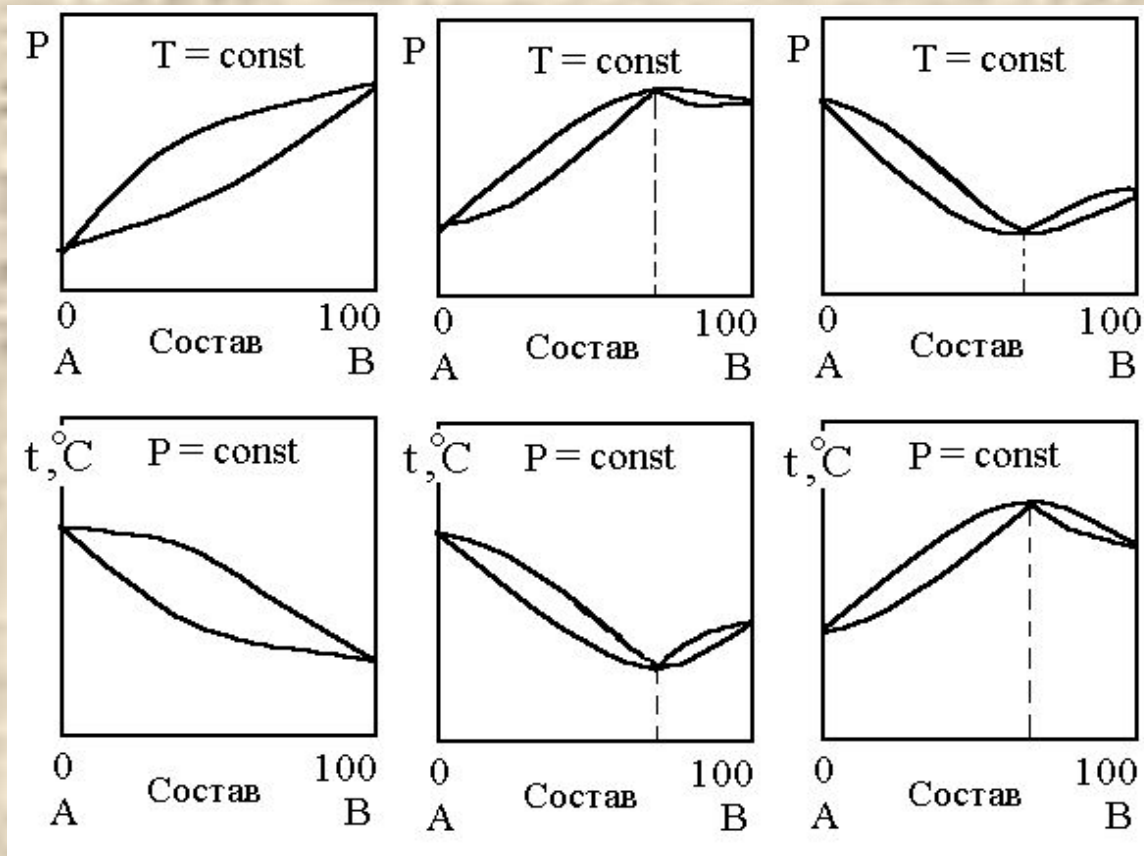 P
T = const
0
100
Состав
A
B
P
T = const
0
100
Состав
A
B
P
T = const
0
100
Состав
A
B
t,°C
P = const
0
100
Состав
A
B
t,°C
P = const
0
100
Состав
A
B
t,°C
P = const
0
100
Состав
A
B